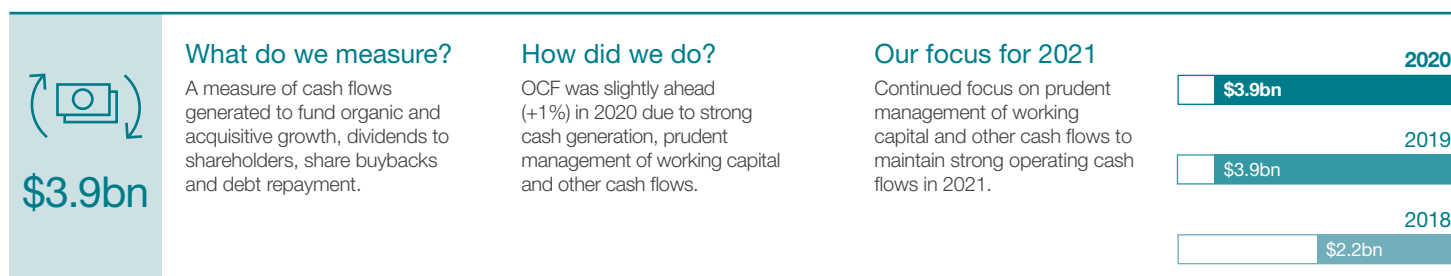 $3.9bn
What do we measure?
A measure of cash flows
generated to fund organic and
acquisitive growth, dividends to
shareholders, share buybacks
and debt repayment.
How did we do?
OCF was slightly ahead
(+1%) in 2020 due to strong
cash generation, prudent
management of working capital
and other cash flows.
Our focus for 2021
Continued focus on prudent
management of working
capital and other cash flows to
maintain strong operating cash
flows in 2021.
2020
$3.9bn
2019
$3.9bn
2018
$2.2bn